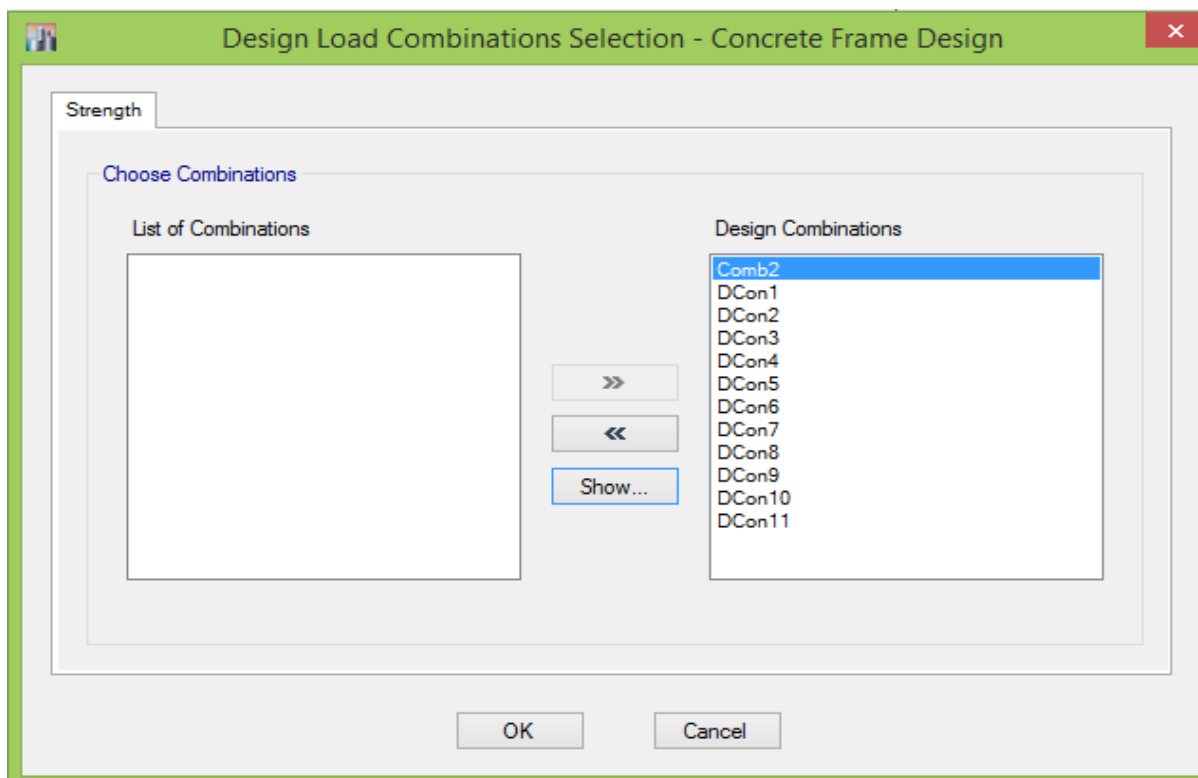 Design Load Combinations Selection - Concrete Frame Design
Strength
Choose Combinations
List of Combinations
Design Combinations
Comb2
DCon1
DCon2
DCon3
DCon4
DCon5
DCon6
DCon7
DCon8
DCon9
DCon10
DCon11
>>
<<
Show...
OK
Cancel